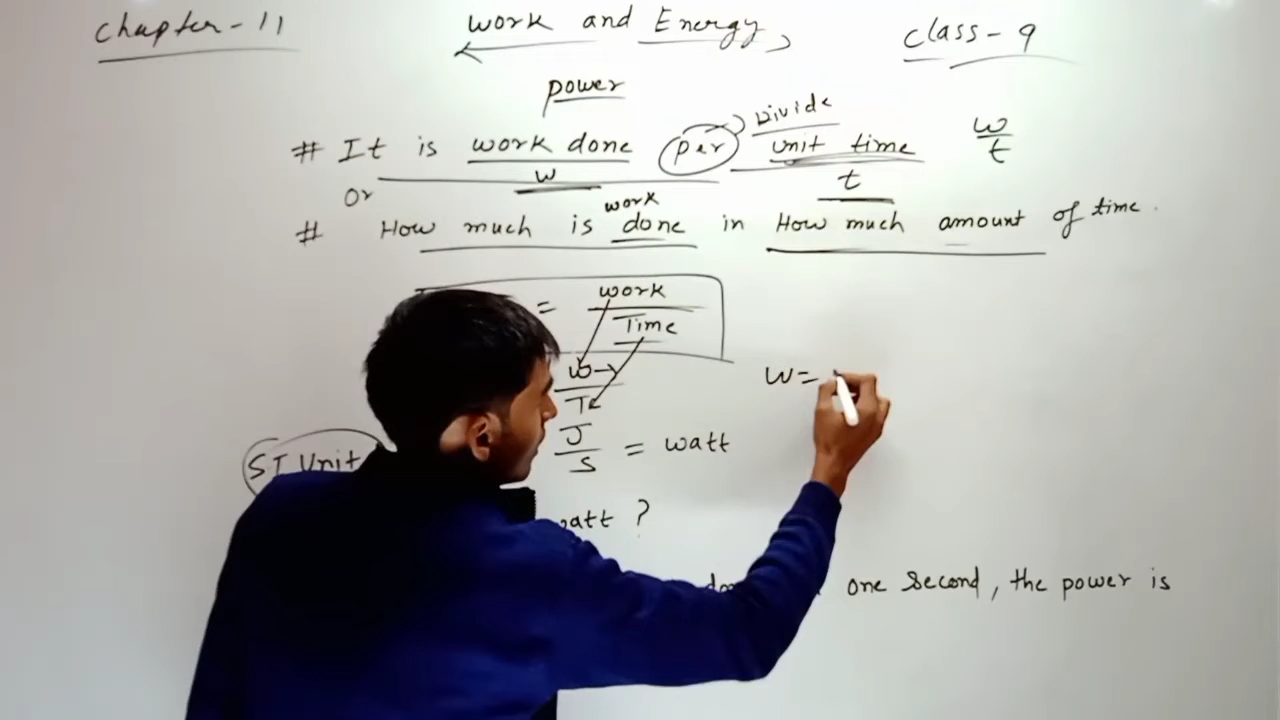 Chapter-11 work and Energy Class-9
power
Divide
# It is work done per unit time w/t
w t
or
work
# How much is done in How much amount of time.
= work/Time
w/T w=
SI Unit J/S = watt
watt ?
one second, the power is